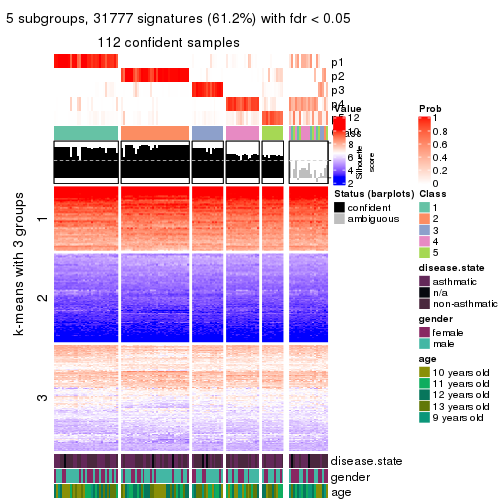 5 subgroups, 31777 signatures (61.2%) with fdr < 0.05
112 confident samples
p1
p2
p3
p4
Value
12
10
8
6
4
2
Silhouette
score
Prob
1
0.8
0.6
0.4
0.2
0
Status (barplots)
confident
ambiguous
Class
1
2
3
4
5
disease.state
asthmatic
n/a
non-asthmatic
gender
female
male
age
10 years old
11 years old
12 years old
13 years old
9 years old
k-means with 3 groups
1
2
3
disease.state
gender
age